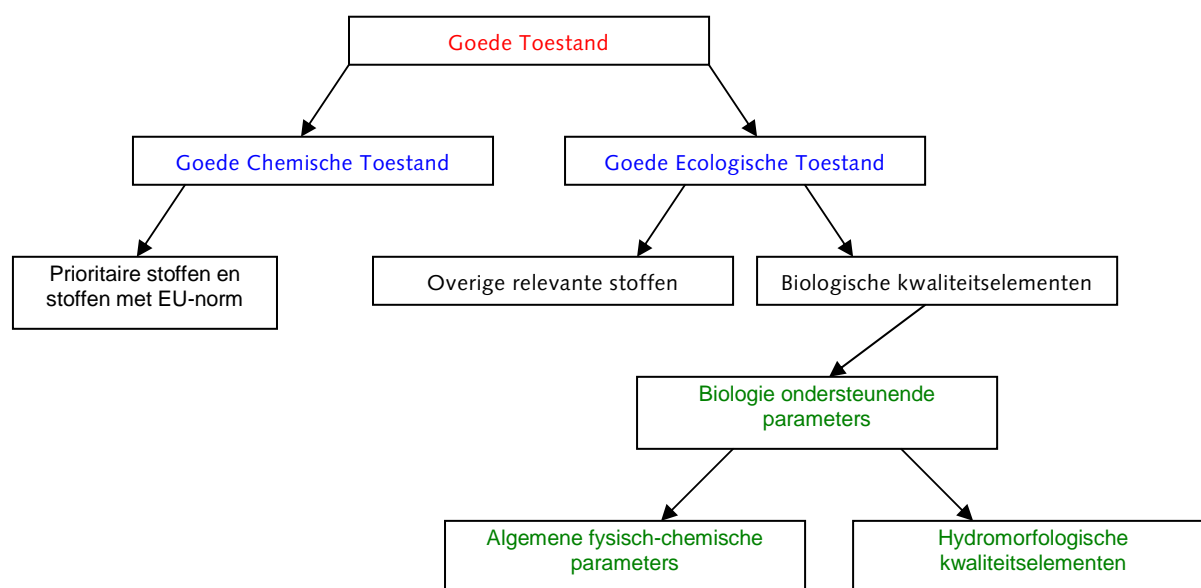 Goede Toestand
Goede Chemische Toestand
Goede Ecologische Toestand
Prioritaire stoffen en
stoffen met EU-norm
Overige relevante stoffen
Biologische kwaliteitselementen
Biologie ondersteunende
parameters
Algemene fysisch-chemische
parameters
Hydromorfologische
kwaliteitselementen